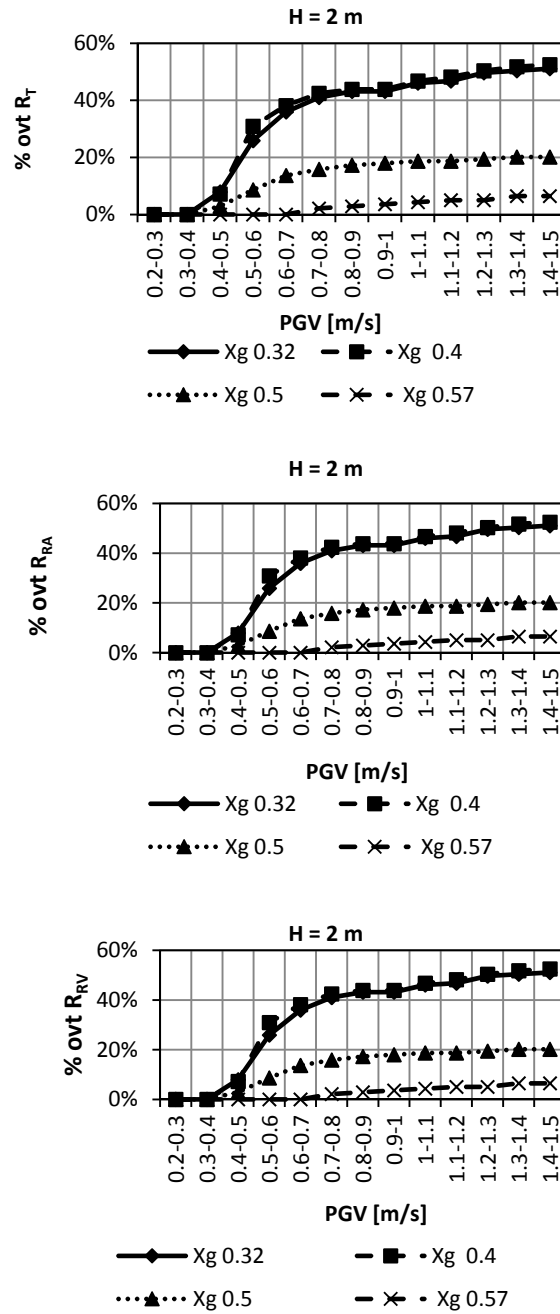 H = 2 m
% ovt RT
60%
40%
20%
0%
0.2-0.3
0.3-0.4
0.4-0.5
0.5-0.6
0.6-0.7
0.7-0.8
0.8-0.9
0.9-1
1-1.1
1.1-1.2
1.2-1.3
1.3-1.4
1.4-1.5
PGV [m/s]
Xg 0.32
Xg 0.4
Xg 0.5
Xg 0.57
H = 2 m
% ovt RRA
60%
40%
20%
0%
0.2-0.3
0.3-0.4
0.4-0.5
0.5-0.6
0.6-0.7
0.7-0.8
0.8-0.9
0.9-1
1-1.1
1.1-1.2
1.2-1.3
1.3-1.4
1.4-1.5
PGV [m/s]
Xg 0.32
Xg 0.4
Xg 0.5
Xg 0.57
H = 2 m
% ovt RRV
60%
40%
20%
0%
0.2-0.3
0.3-0.4
0.4-0.5
0.5-0.6
0.6-0.7
0.7-0.8
0.8-0.9
0.9-1
1-1.1
1.1-1.2
1.2-1.3
1.3-1.4
1.4-1.5
PGV [m/s]
Xg 0.32
Xg 0.4
Xg 0.5
Xg 0.57